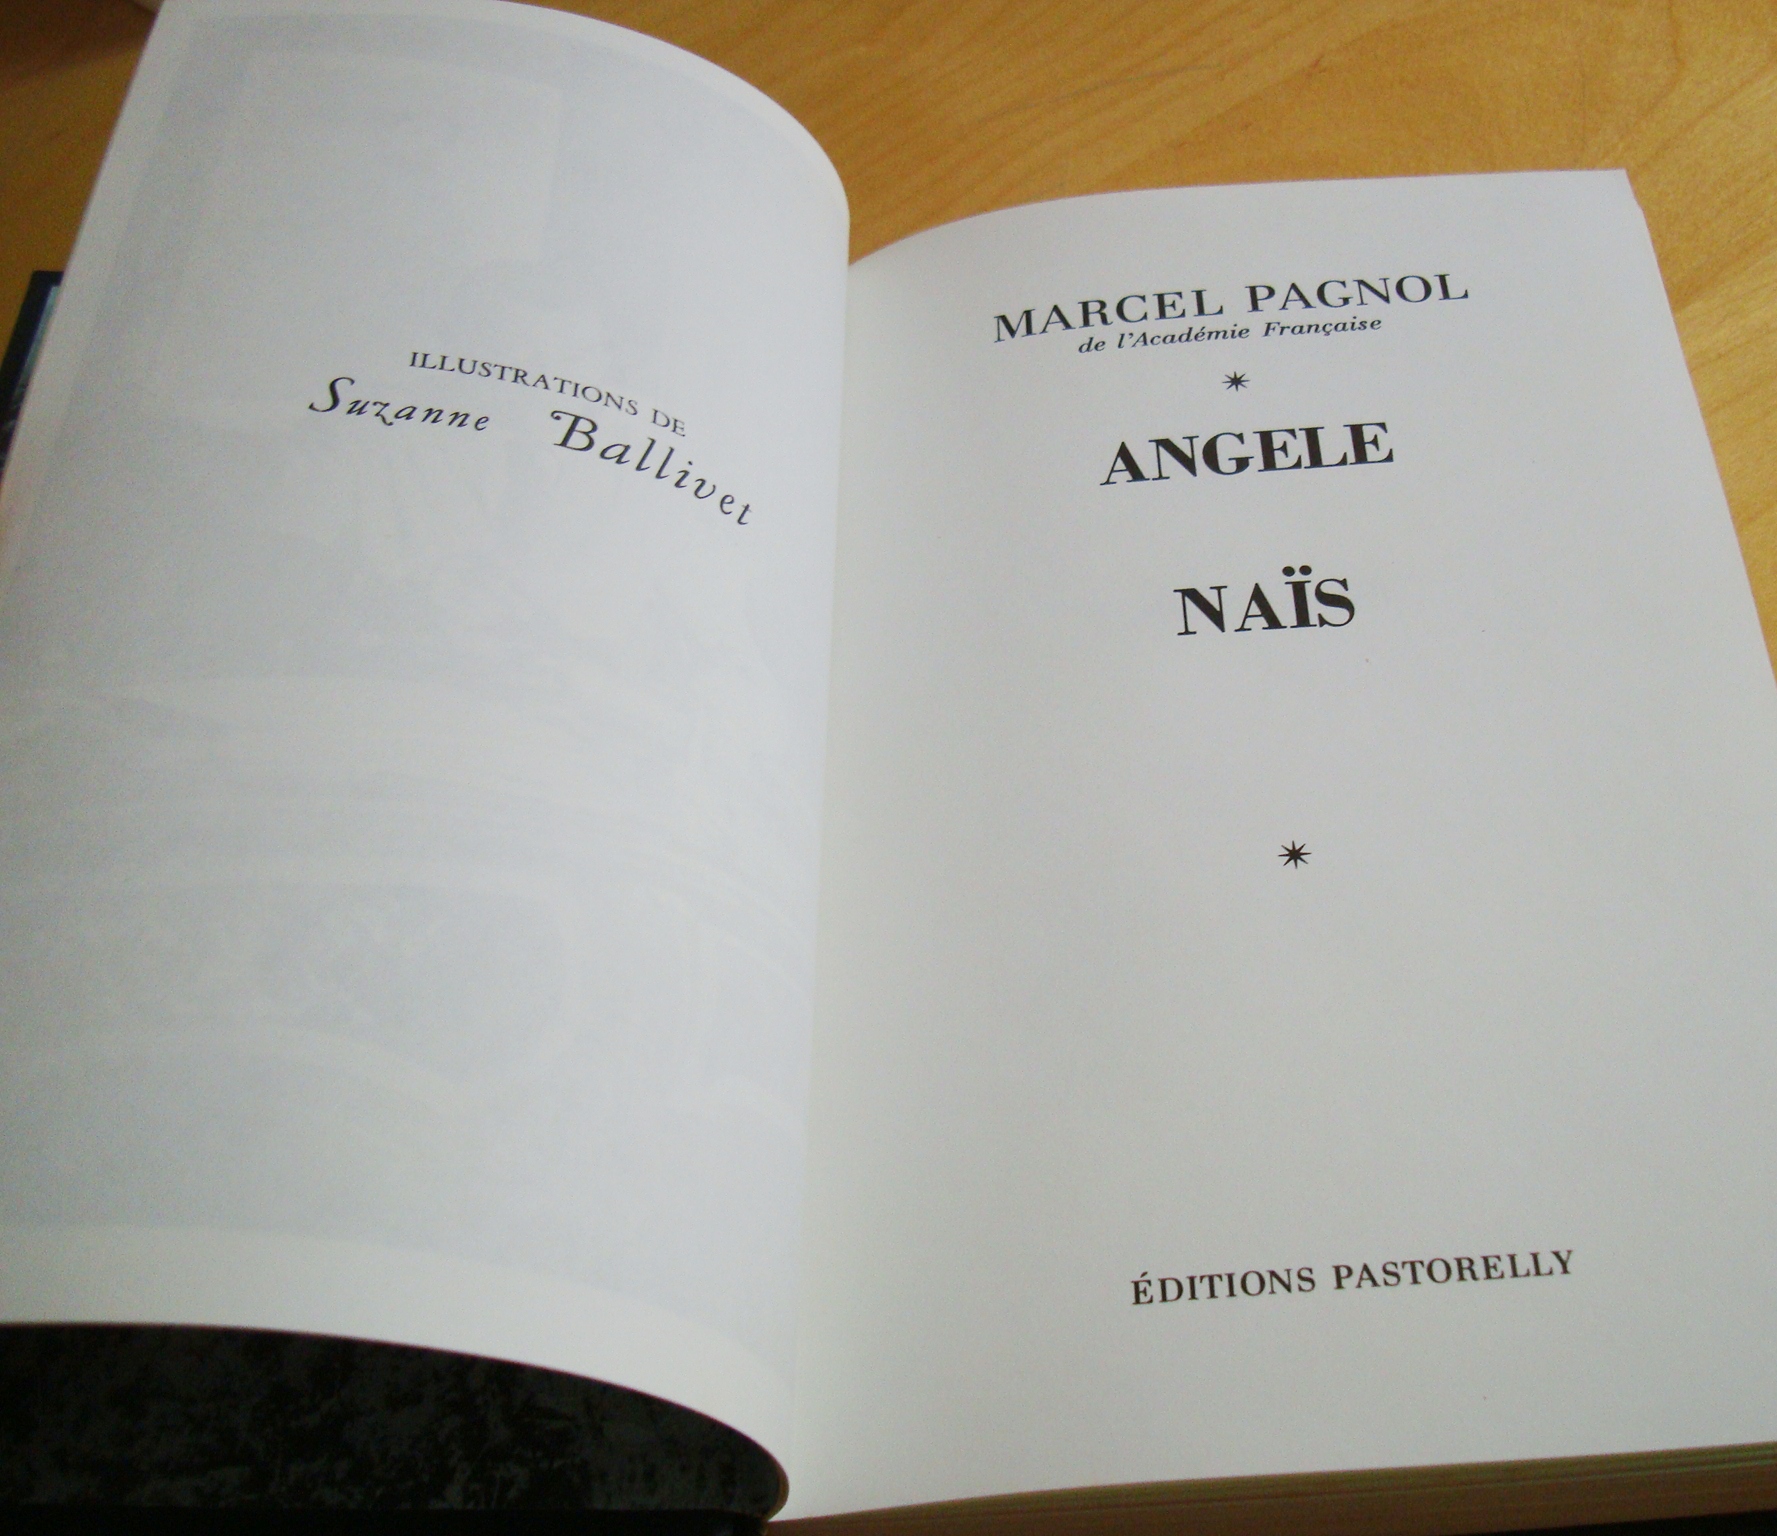 ILLUSTRATIONS DE
Suzanne Ballivet
MARCEL PAGNOL
de l'Académie Française
ANGELE
NAÏS
ÉDITIONS PASTORELLY